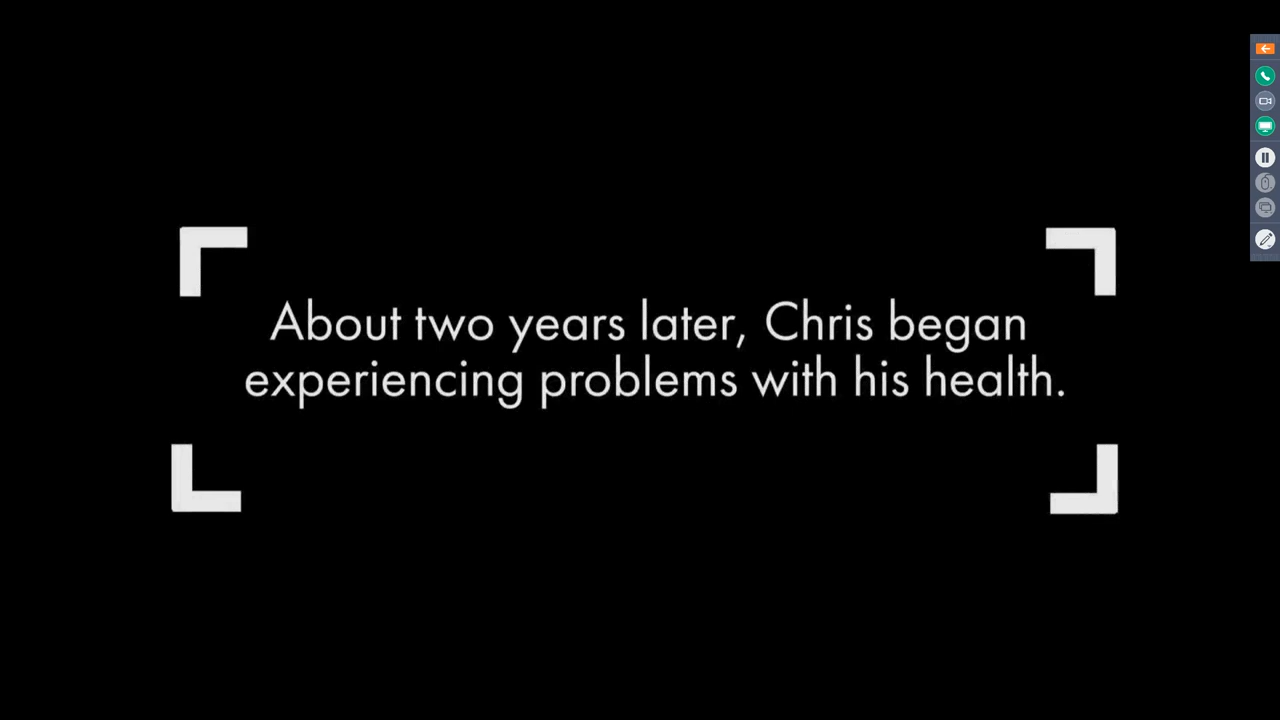 About two years later, Chris began
experiencing problems with his health.